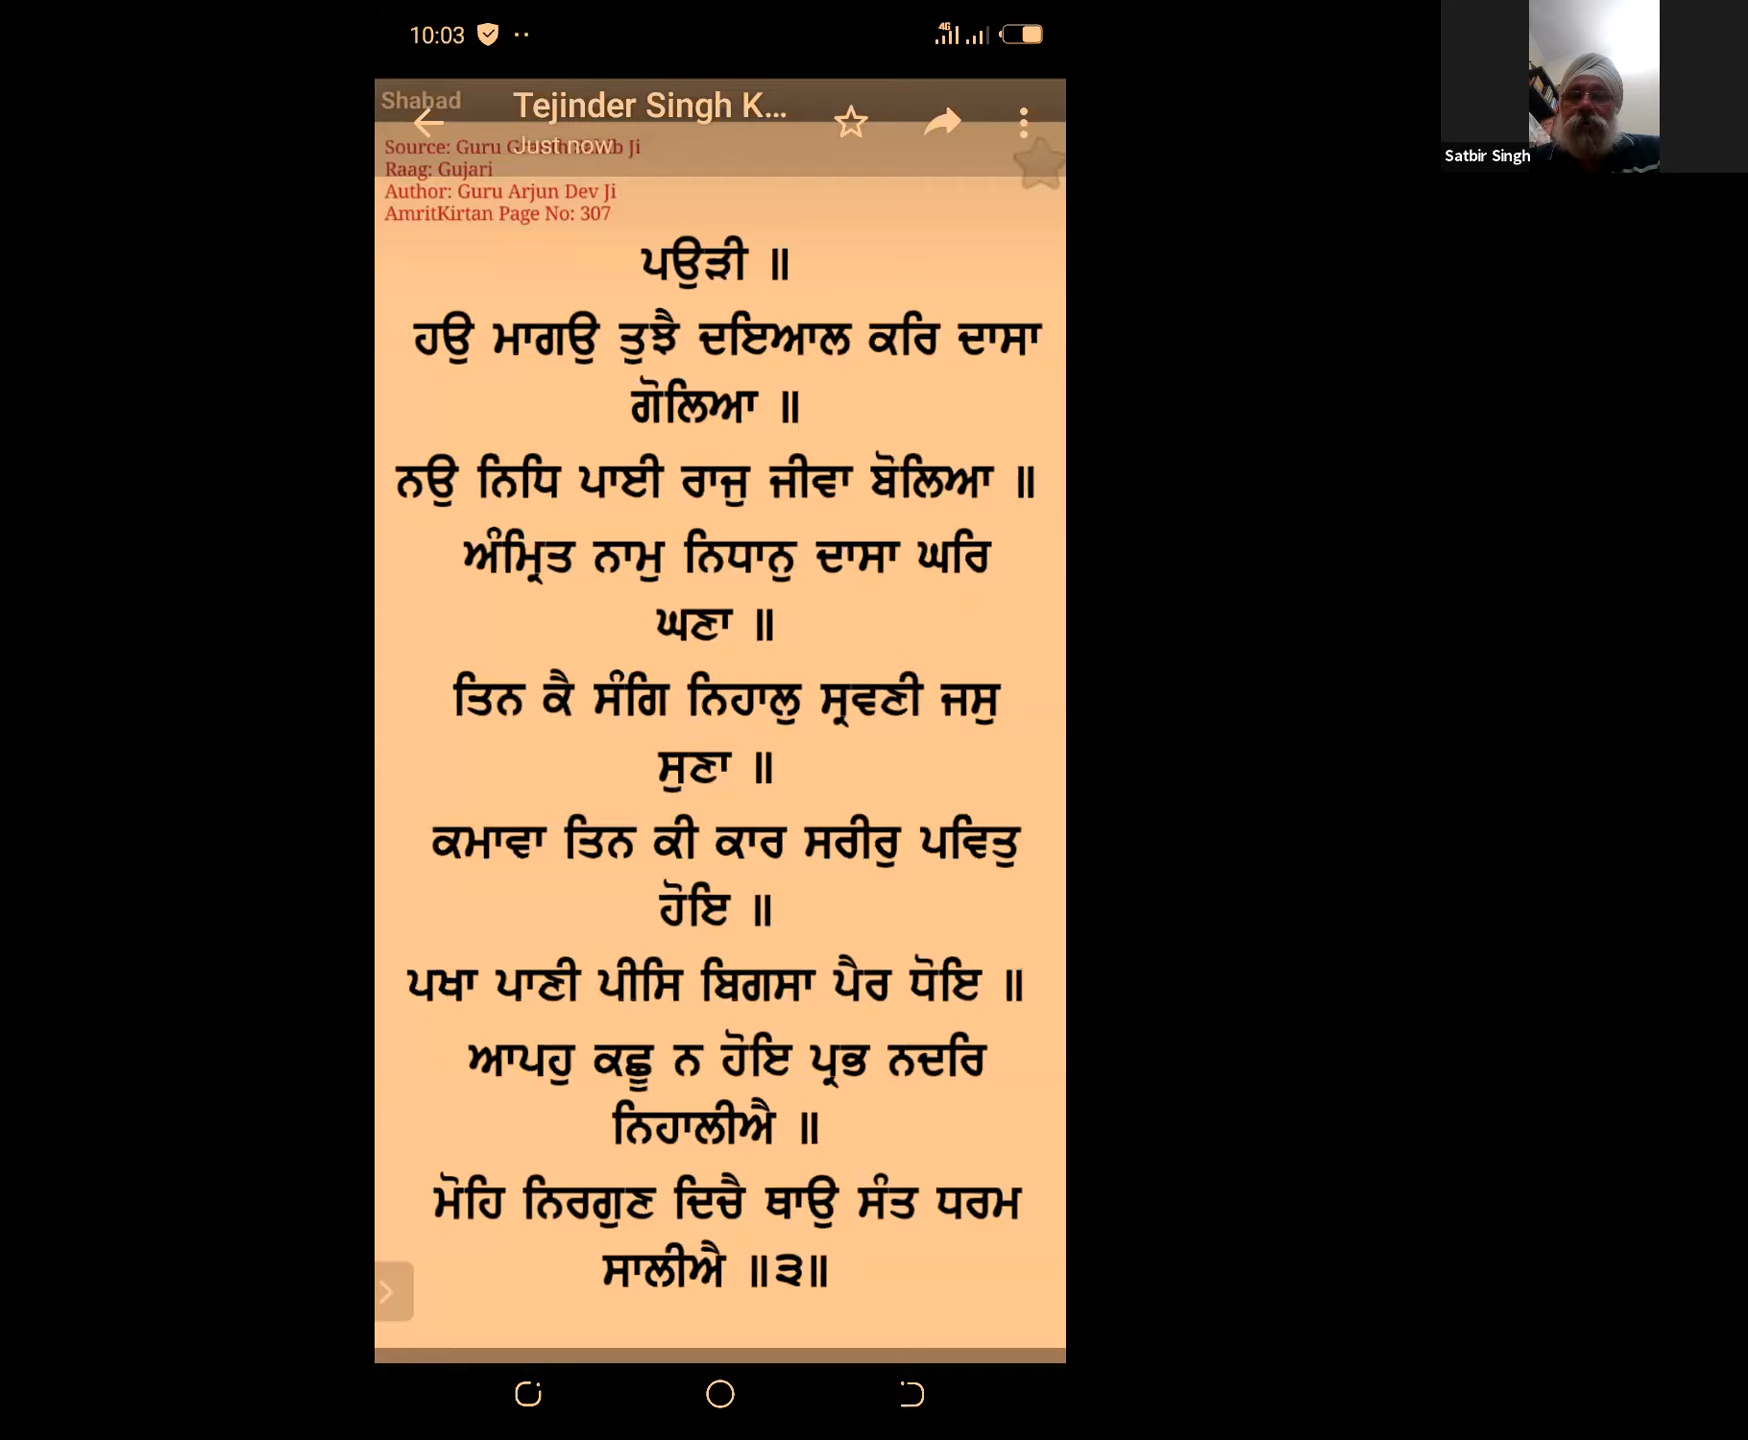 10:03
4G
Shabad
Tejinder Singh K...
Just now
Source: Guru Ji
Raag: Gujari
Author: Guru Arjun Dev Ji
AmritKirtan Page No: 307
ਪਉੜੀ ॥
ਹਉ ਮਾਗਉ ਤੁਝੈ ਦਇਆਲ ਕਰਿ ਦਾਸਾ
ਗੋਲਿਆ ॥
ਨਉ ਨਿਧਿ ਪਾਈ ਰਾਜੁ ਜੀਵਾ ਬੋਲਿਆ ॥
ਅੰਮ੍ਰਿਤ ਨਾਮੁ ਨਿਧਾਨੁ ਦਾਸਾ ਘਰਿ
ਘਣਾ ॥
ਤਿਨ ਕੈ ਸੰਗਿ ਨਿਹਾਲੁ ਸ੍ਰਵਣੀ ਜਸੁ
ਸੁਣਾ ॥
ਕਮਾਵਾ ਤਿਨ ਕੀ ਕਾਰ ਸਰੀਰੁ ਪਵਿਤੁ
ਹੋਇ ॥
ਪਖਾ ਪਾਣੀ ਪੀਸਿ ਬਿਗਸਾ ਪੈਰ ਧੋਇ ॥
ਆਪਹੁ ਕਛੂ ਨ ਹੋਇ ਪ੍ਰਭ ਨਦਰਿ
ਨਿਹਾਲੀਐ ॥
ਮੋਹਿ ਨਿਰਗੁਣ ਦਿਚੈ ਥਾਉ ਸੰਤ ਧਰਮ
ਸਾਲੀਐ ॥੩॥
Satbir Singh